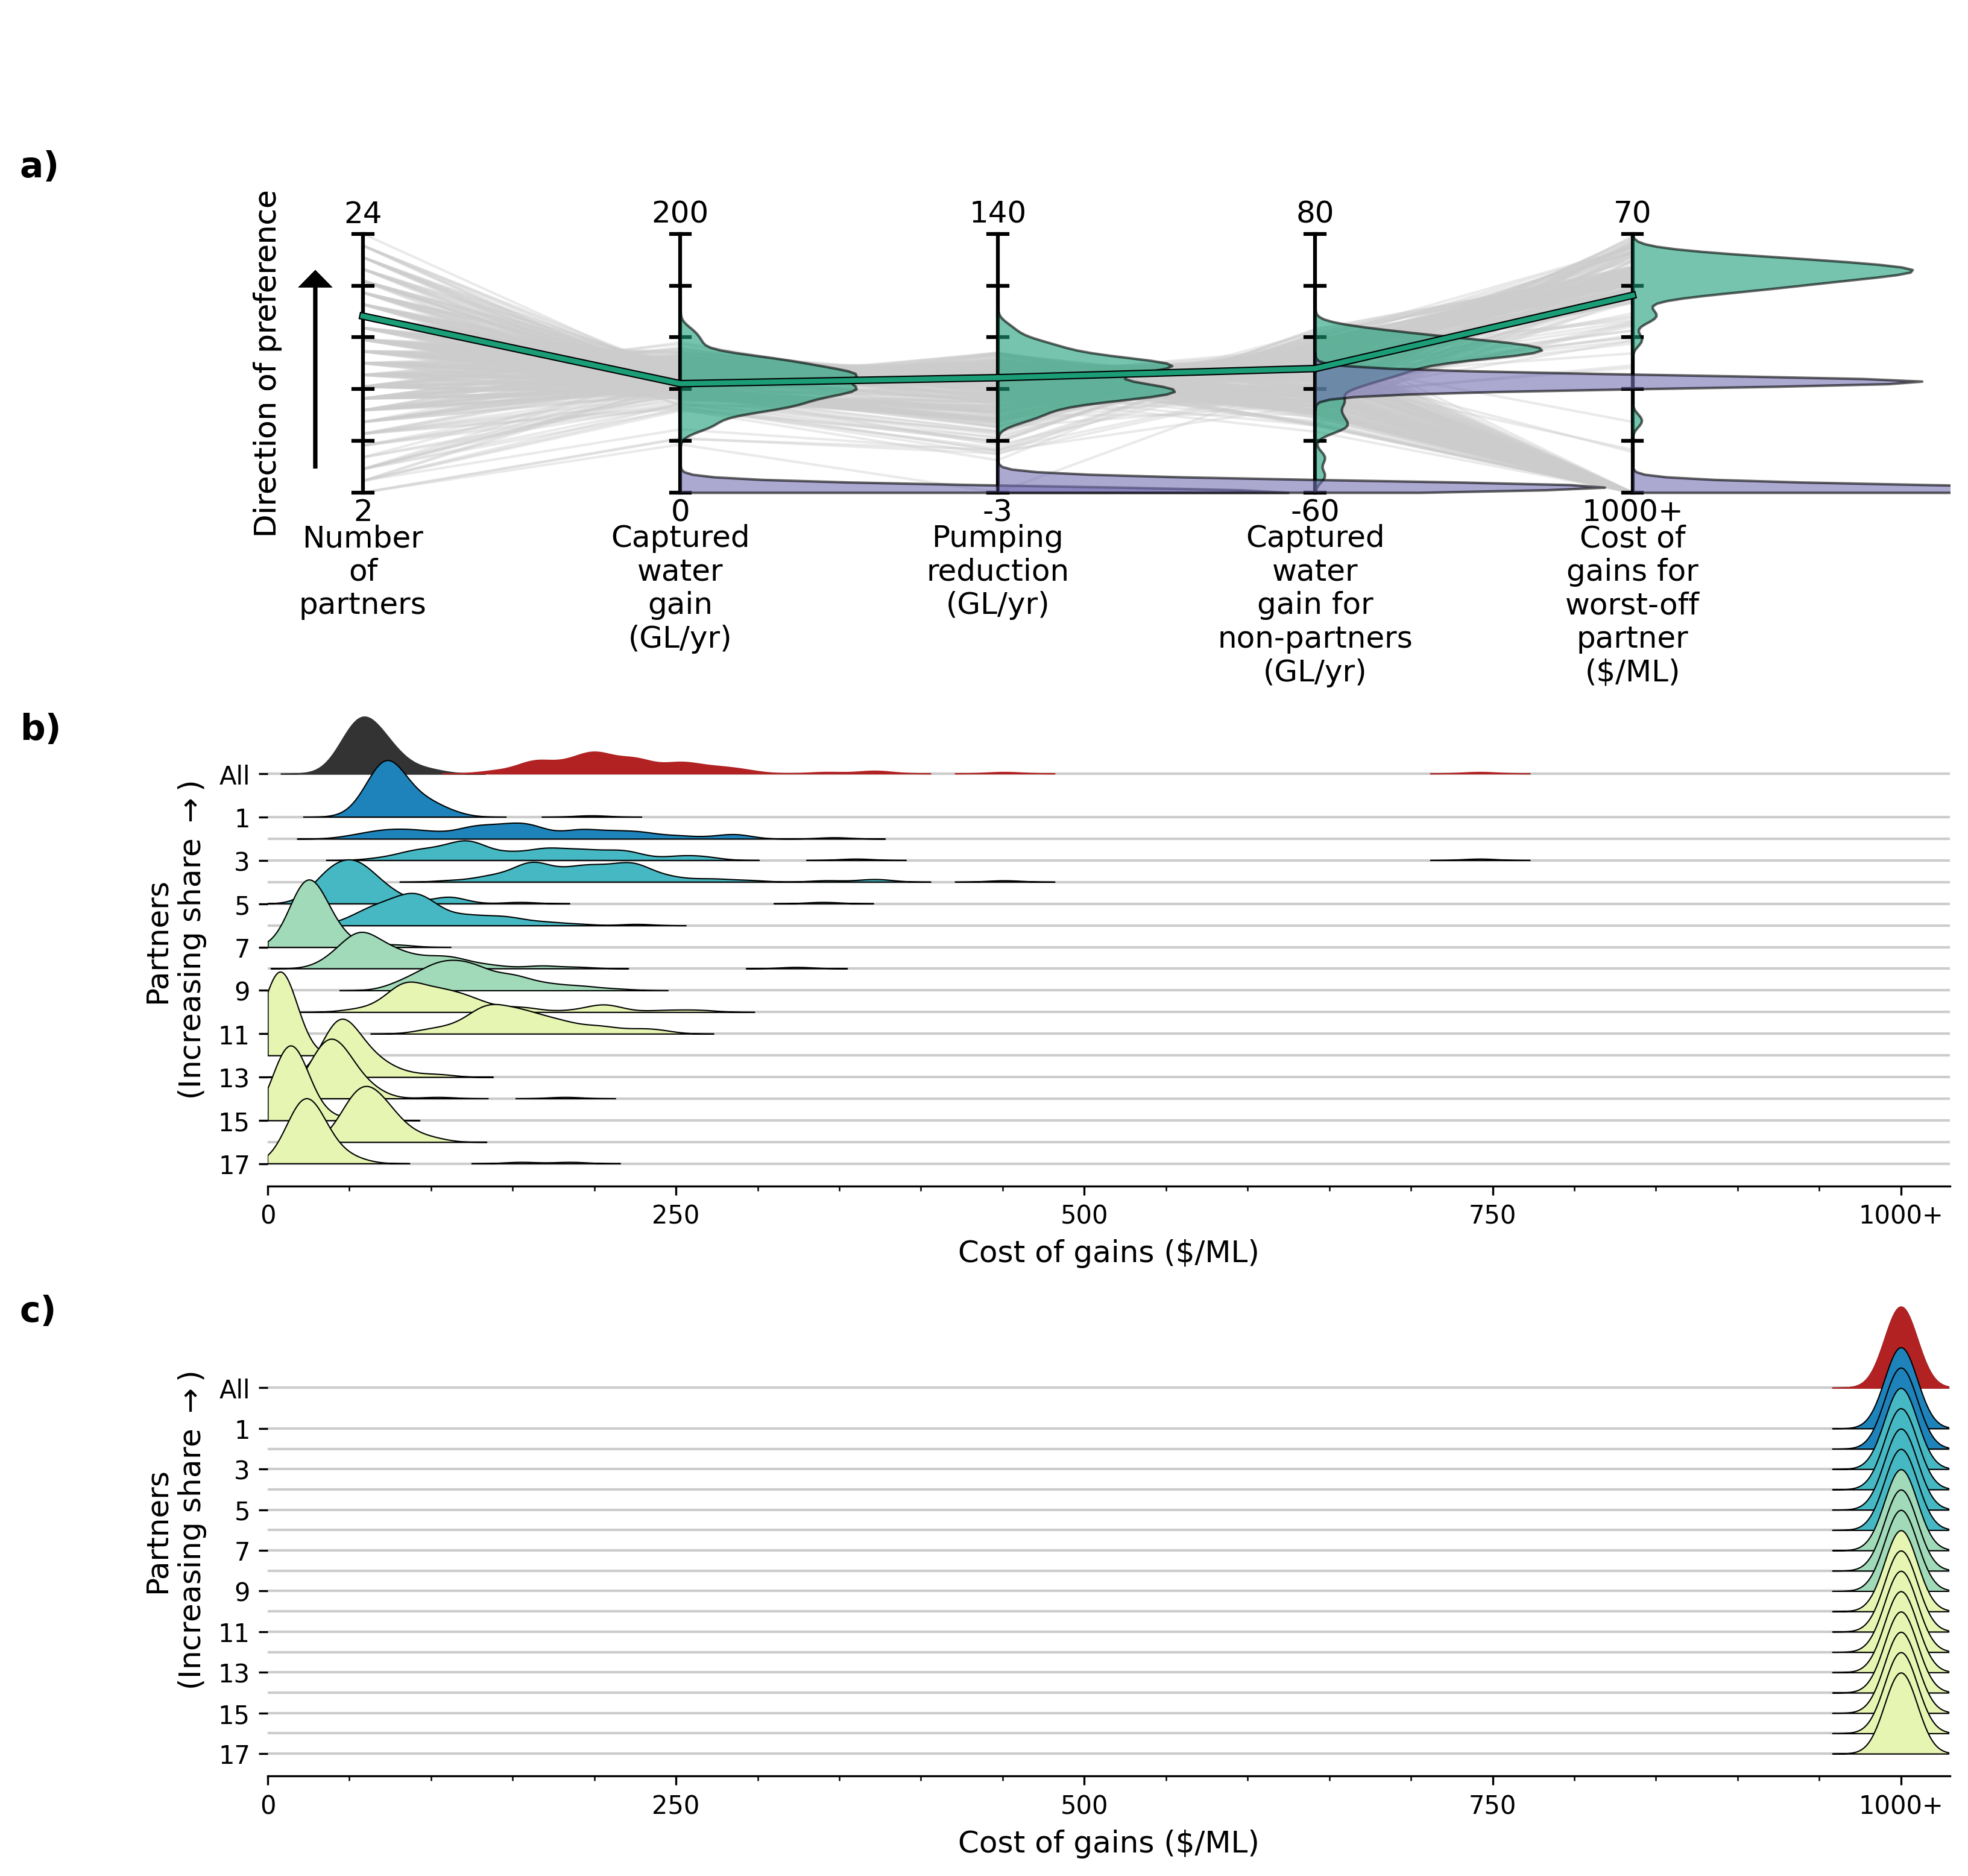 a)
Direction of preference
24
200
140
80
70
2
0
-3
-60
1000+
Number
of
partners
Captured
water
gain
(GL/yr)
Pumping
reduction
(GL/yr)
Captured
water
gain for
non-partners
(GL/yr)
Cost of
gains for
worst-off
partner
($/ML)
b)
Partners
(Increasing share →)
All
1
3
5
7
9
11
13
15
17
0
250
500
750
1000+
Cost of gains ($/ML)
c)
Partners
(Increasing share →)
All
1
3
5
7
9
11
13
15
17
0
250
500
750
1000+
Cost of gains ($/ML)